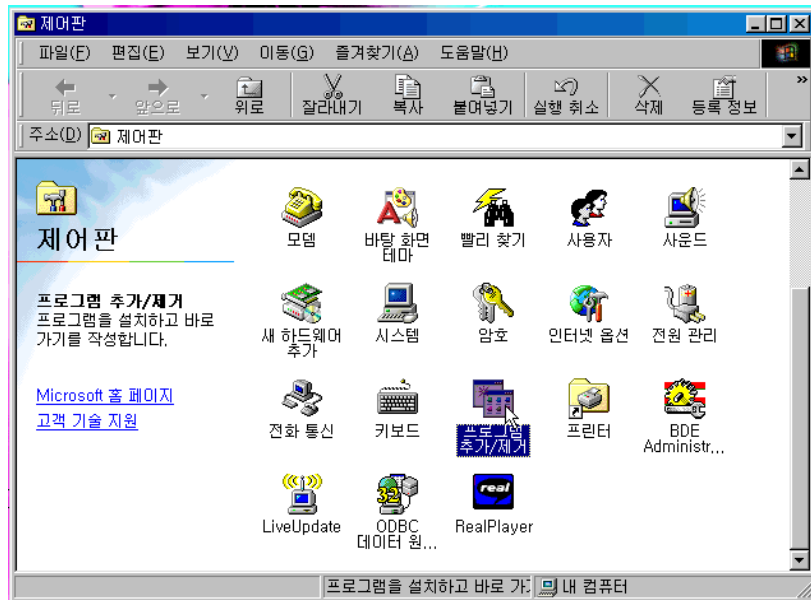 제어판
파일(F) 편집(E) 보기(V) 이동(G) 즐겨찾기(A) 도움말(H)
뒤로 앞으로 위로 잘라내기 복사 붙여넣기 실행 취소 삭제 등록 정보 »
주소(D) 제어판
제어판
프로그램 추가/제거
프로그램을 설치하고 바로
가기를 작성합니다.
Microsoft 홈 페이지
고객 기술 지원
모뎀
바탕 화면
테마
빨리 찾기
사용자
사운드
새 하드웨어
추가
시스템
암호
인터넷 옵션
전원 관리
전화 통신
키보드
프로그램
추가/제거
프린터
BDE
Administr...
LiveUpdate
32
ODBC
데이터 원...
real
RealPlayer
프로그램을 설치하고 바로 가
내 컴퓨터